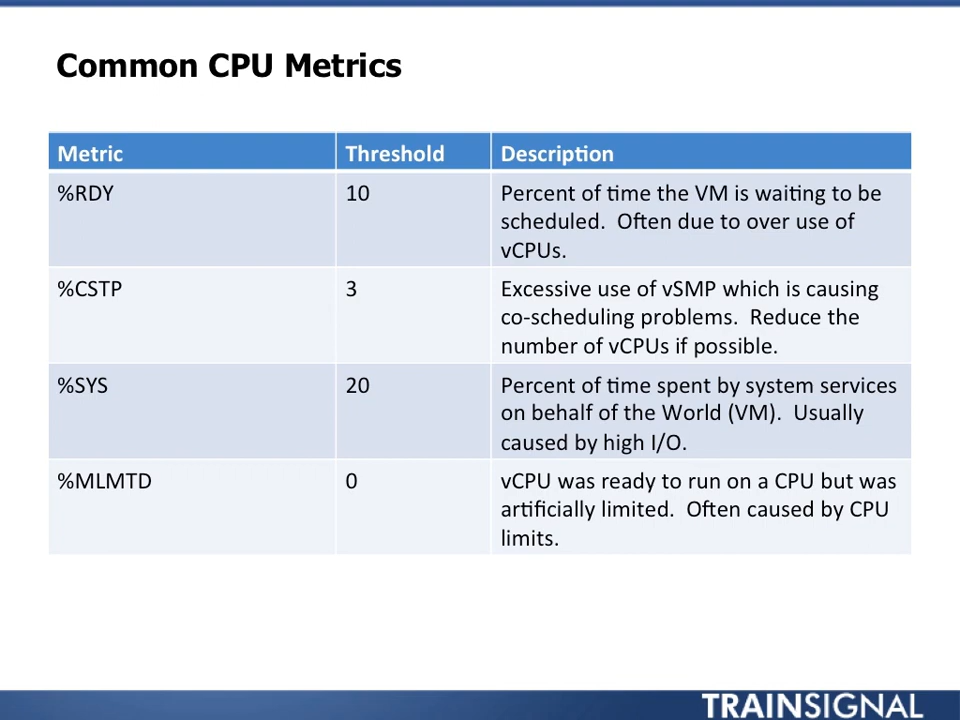 Common CPU Metrics
Metric Threshold Description
%RDY 10 Percent of time the VM is waiting to be
scheduled. Often due to over use of
vCPUs.
%CSTP 3 Excessive use of vSMP which is causing
co-scheduling problems. Reduce the
number of vCPUs if possible.
%SYS 20 Percent of time spent by system services
on behalf of the World (VM). Usually
caused by high I/O.
%MLMTD 0 vCPU was ready to run on a CPU but was
artificially limited. Often caused by CPU
limits.
TRAINSIGNAL